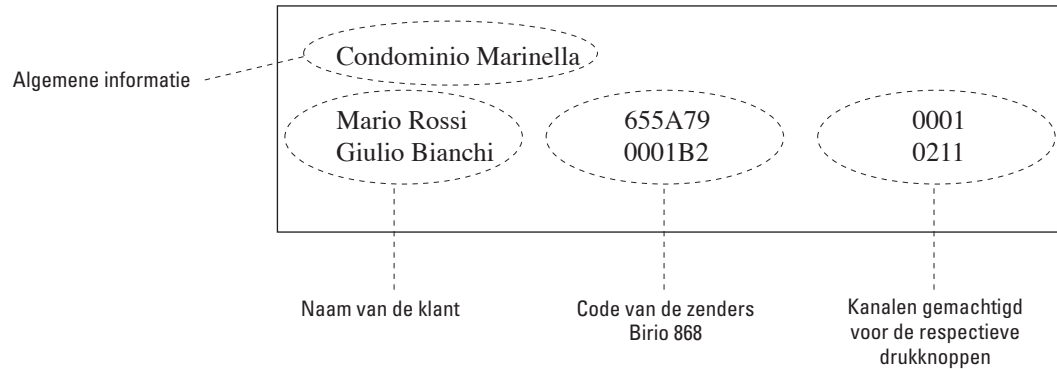 Condominio Marinella
Algemene informatie
Mario Rossi 655A79 0001
Giulio Bianchi 0001B2 0211
Naam van de klant
Code van de zenders
Birio 868
Kanalen gemachtigd
voor de respectieve
drukknoppen